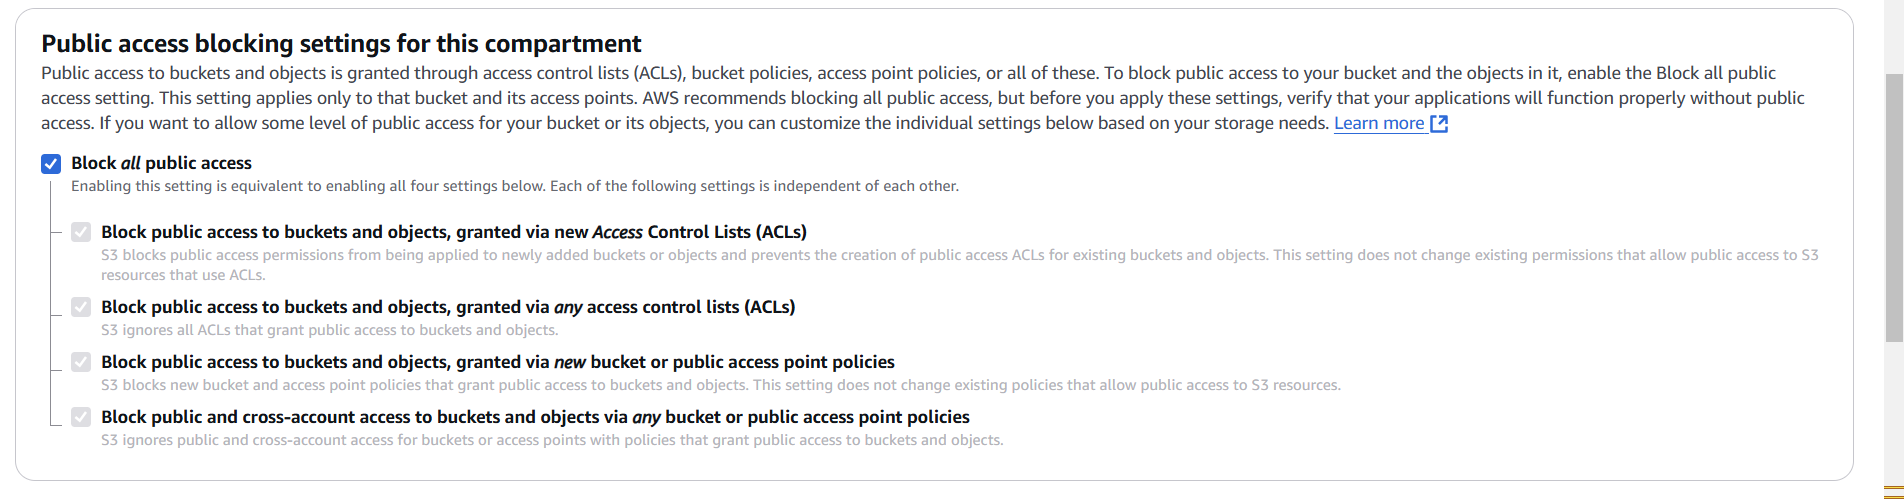 Public access blocking settings for this compartment
Public access to buckets and objects is granted through access control lists (ACLs), bucket policies, access point policies, or all of these. To block public access to your bucket and the objects in it, enable the Block all public
access setting. This setting applies only to that bucket and its access points. AWS recommends blocking all public access, but before you apply these settings, verify that your applications will function properly without public
access. If you want to allow some level of public access for your bucket or its objects, you can customize the individual settings below based on your storage needs. Learn more
Block all public access
Enabling this setting is equivalent to enabling all four settings below. Each of the following settings is independent of each other.
Block public access to buckets and objects, granted via new Access Control Lists (ACLs)
S3 blocks public access permissions from being applied to newly added buckets or objects and prevents the creation of public access ACLs for existing buckets and objects. This setting does not change existing permissions that allow public access to S3
resources that use ACLs.
Block public access to buckets and objects, granted via any access control lists (ACLs)
S3 ignores all ACLs that grant public access to buckets and objects.
Block public access to buckets and objects, granted via new bucket or public access point policies
S3 blocks new bucket and access point policies that grant public access to buckets and objects. This setting does not change existing policies that allow public access to S3 resources.
Block public and cross-account access to buckets and objects via any bucket or public access point policies
S3 ignores public and cross-account access for buckets or access points with policies that grant public access to buckets and objects.